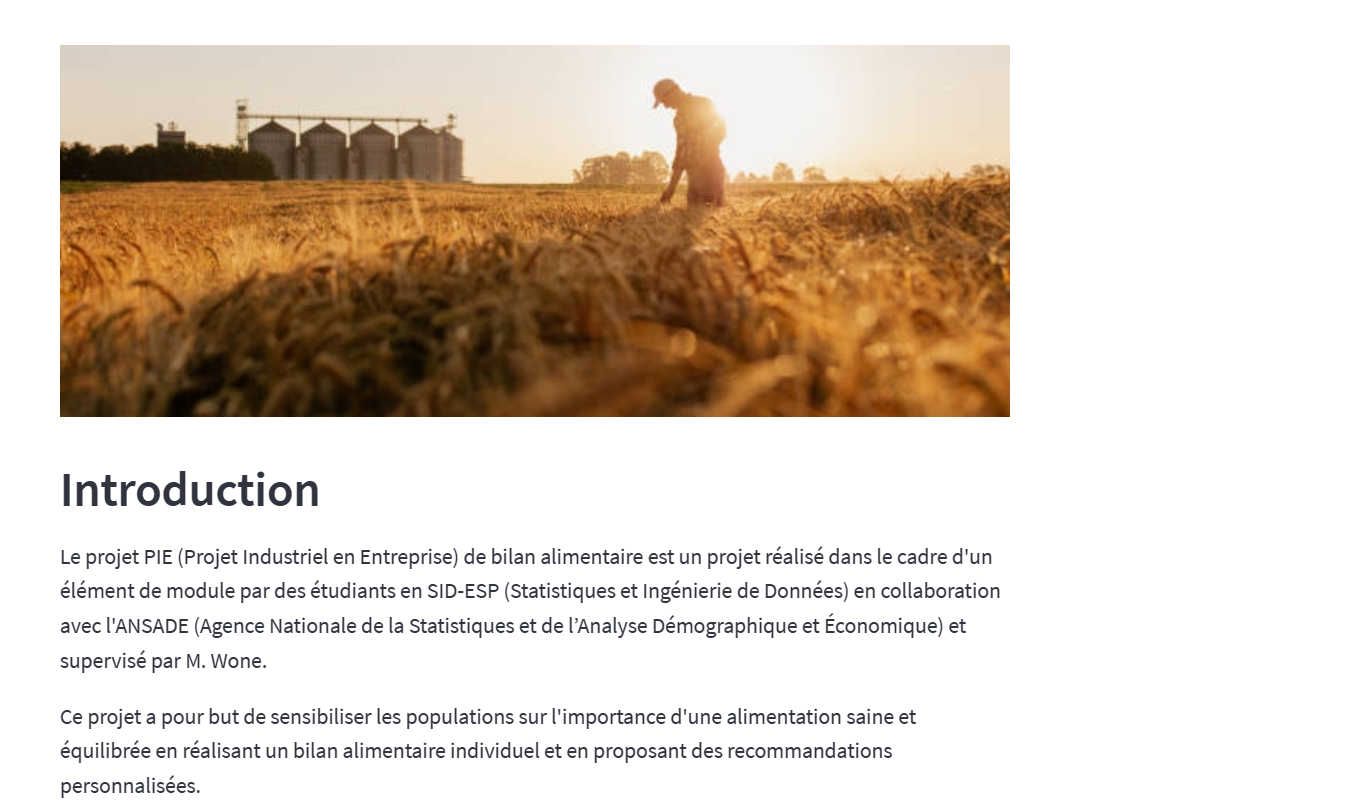 Introduction
Le projet PIE (Projet Industriel en Entreprise) de bilan alimentaire est un projet réalisé dans le cadre d'un
élément de module par des étudiants en SID-ESP (Statistiques et Ingénierie de Données) en collaboration
avec l'ANSADE (Agence Nationale de la Statistiques et de l’Analyse Démographique et Économique) et
supervisé par M. Wone.
Ce projet a pour but de sensibiliser les populations sur l'importance d'une alimentation saine et
équilibrée en réalisant un bilan alimentaire individuel et en proposant des recommandations
personnalisées.